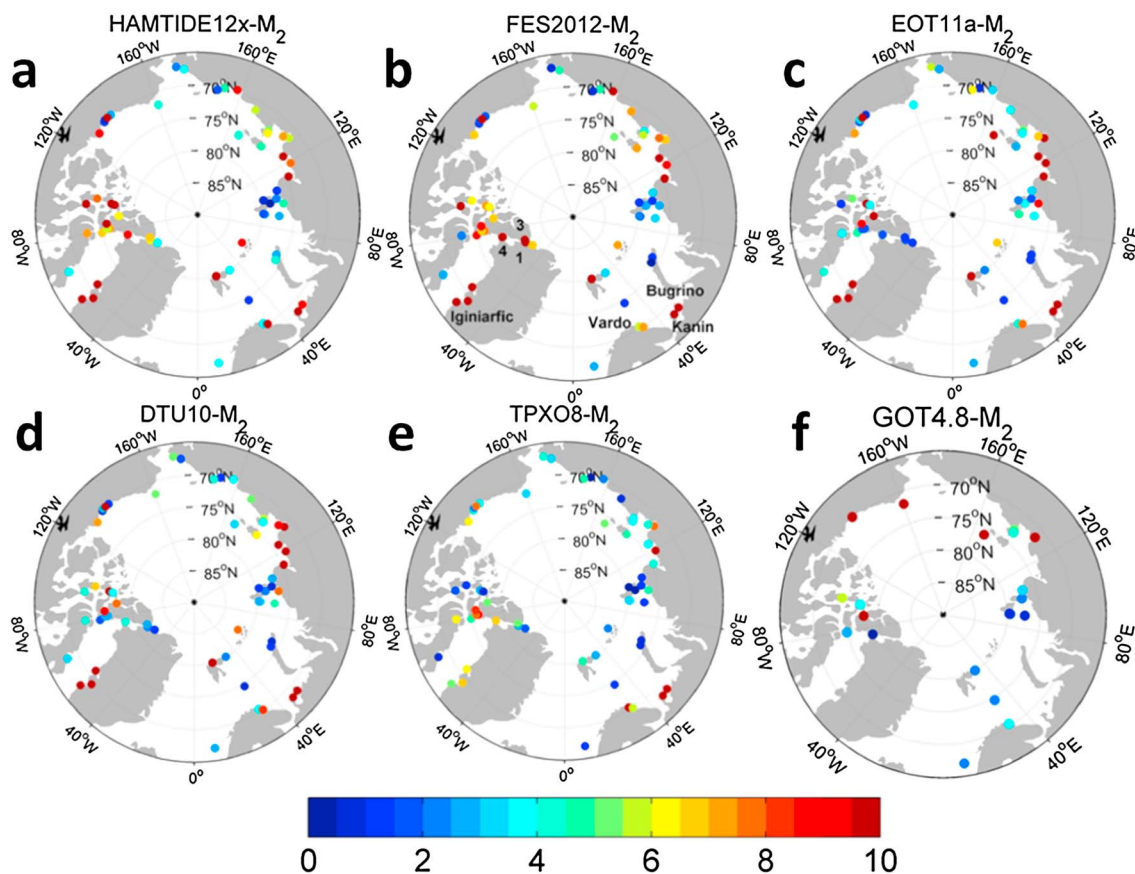 HAMTIDE12x-M₂
FES2012-M₂
EOT11a-M₂
a
160°W
160°E
120°W
120°E
70°N
75°N
80°N
85°N
80°W
80°E
40°W
40°E
0°
b
160°W
160°E
120°W
120°E
70°N
75°N
80°N
85°N
3
4
1
Bugrino
Iginiarfic
Vardo
Kanin
80°W
80°E
40°W
40°E
0°
c
160°W
160°E
120°W
120°E
70°N
75°N
80°N
85°N
80°W
80°E
40°W
40°E
0°
DTU10-M₂
TPXO8-M₂
GOT4.8-M₂
d
160°W
160°E
120°W
120°E
70°N
75°N
80°N
85°N
80°W
80°E
40°W
40°E
0°
e
160°W
160°E
120°W
120°E
70°N
75°N
80°N
85°N
80°W
80°E
40°W
40°E
0°
f
160°W
160°E
120°W
120°E
70°N
75°N
80°N
85°N
80°W
80°E
40°W
40°E
0°
0 2 4 6 8 10